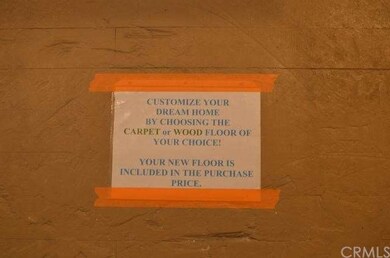 CUSTOMIZE YOUR
DREAM HOME
BY CHOOSING THE
CARPET or WOOD FLOOR OF
YOUR CHOICE!
YOUR NEW FLOOR IS
INCLUDED IN THE PURCHASE
PRICE.
CRMLS